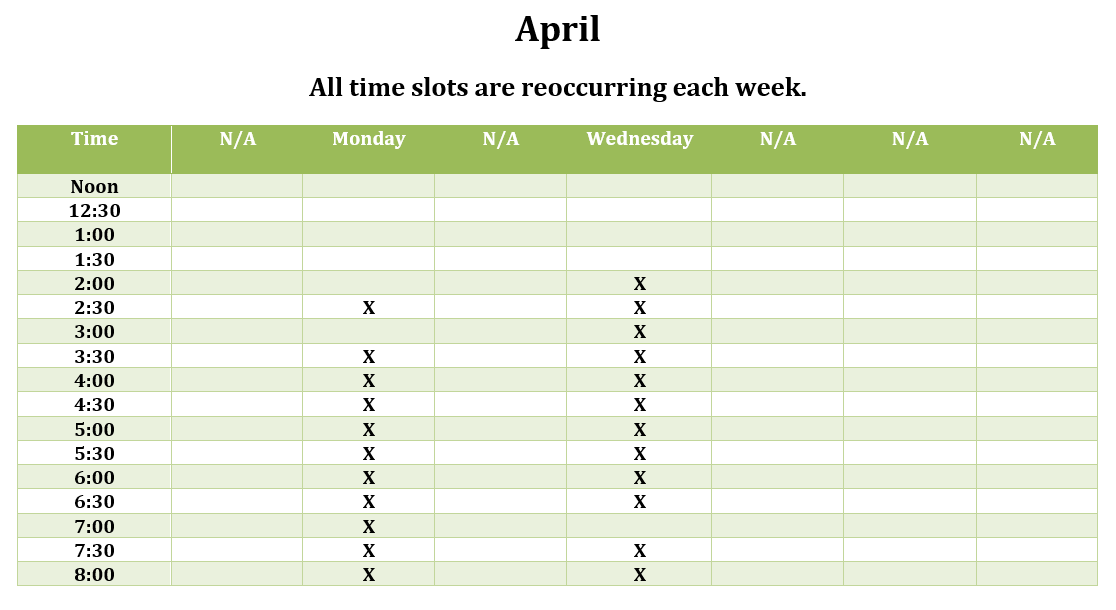 April
All time slots are reoccurring each week.
Time N/A Monday N/A Wednesday N/A N/A N/A
Noon
12:30
1:00
1:30
2:00 X
2:30 X X
3:00 X
3:30 X X
4:00 X X
4:30 X X
5:00 X X
5:30 X X
6:00 X X
6:30 X X
7:00 X
7:30 X X
8:00 X X